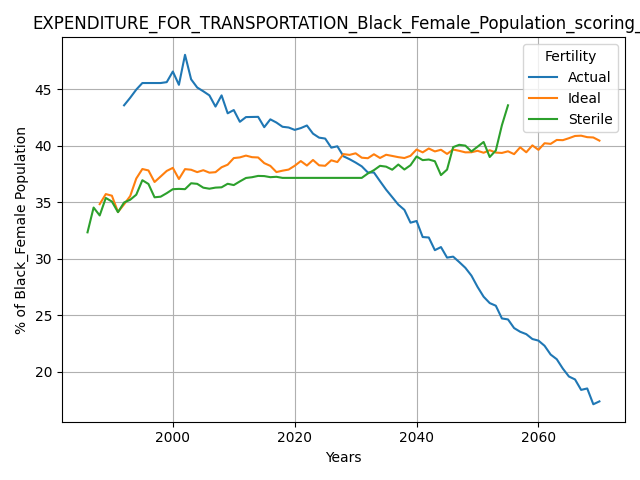 EXPENDITURE_FOR_TRANSPORTATION_Black_Female_Population_scoring_
Fertility
Actual
Ideal
Sterile
% of Black_Female Population
45
40
35
30
25
20
2000
2020
2040
2060
Years